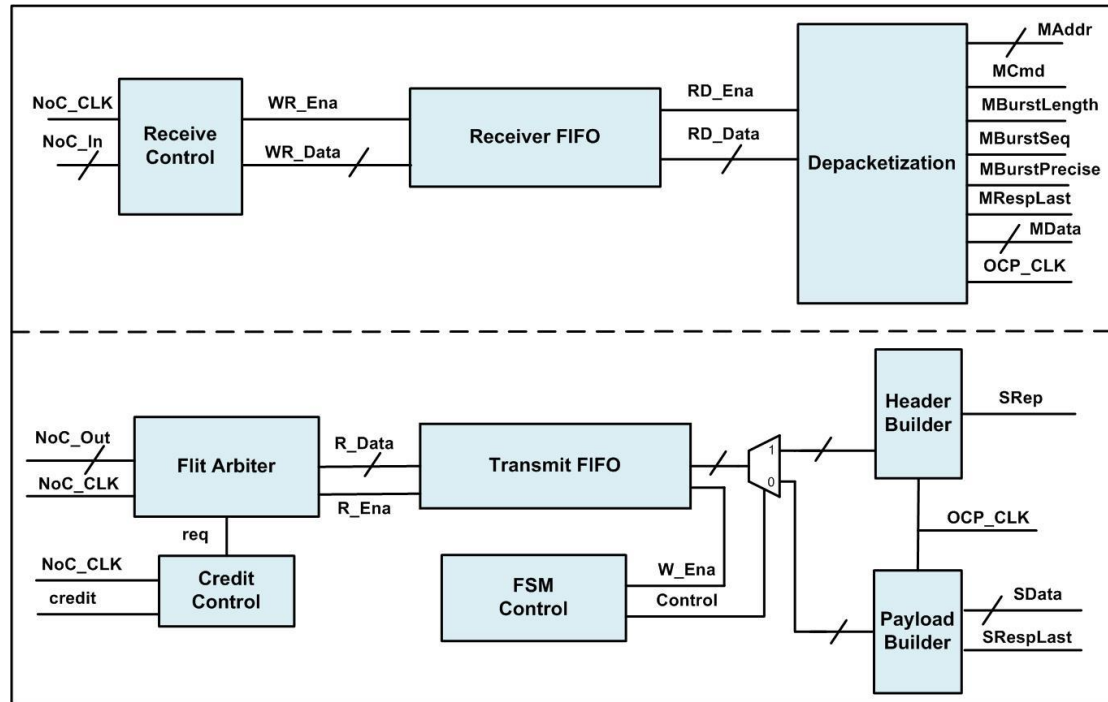 NoC_CLK
NoC_In
Receive
Control
WR_Ena
WR_Data
Receiver FIFO
RD_Ena
RD_Data
Depacketization
MAddr
MCmd
MBurstLength
MBurstSeq
MBurstPrecise
MRespLast
MData
OCP_CLK
NoC_Out
NoC_CLK
Flit Arbiter
R_Data
R_Ena
Transmit FIFO
1
0
Header
Builder
SRep
OCP_CLK
req
NoC_CLK
credit
Credit
Control
FSM
Control
W_Ena
Control
Payload
Builder
SData
SRespLast